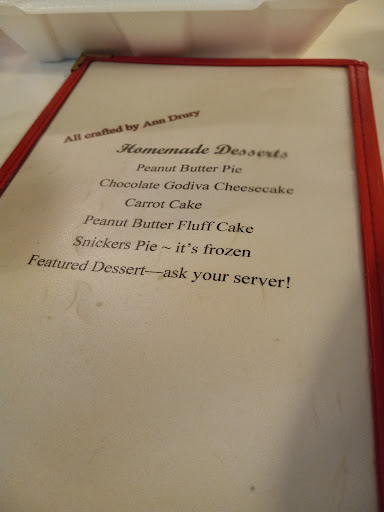 All crafted by Ann Drury
Homemade Desserts
Peanut Butter Pie
Chocolate Godiva Cheesecake
Carrot Cake
Peanut Butter Fluff Cake
Snickers Pie ~ it's frozen
Featured Dessert—ask your server!